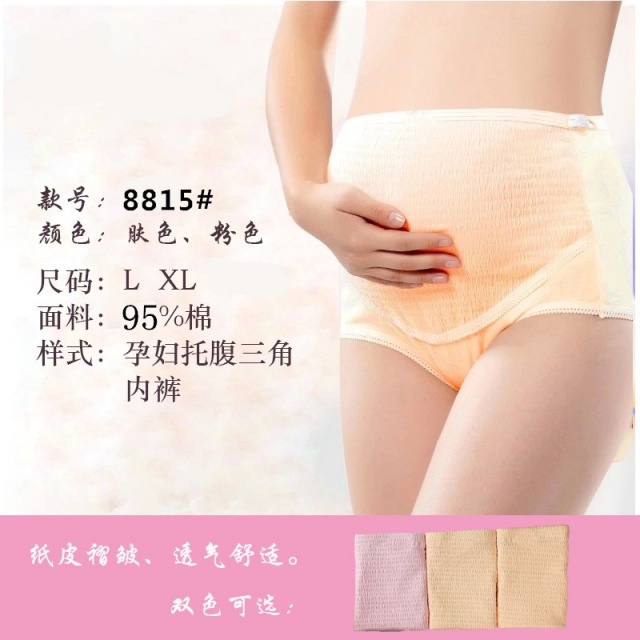 款号：8815#
颜色：肤色、粉色
尺码：L XL
面料：95%棉
样式：孕妇托腹三角
内裤
纸皮褶皱、透气舒适。
双色可选：